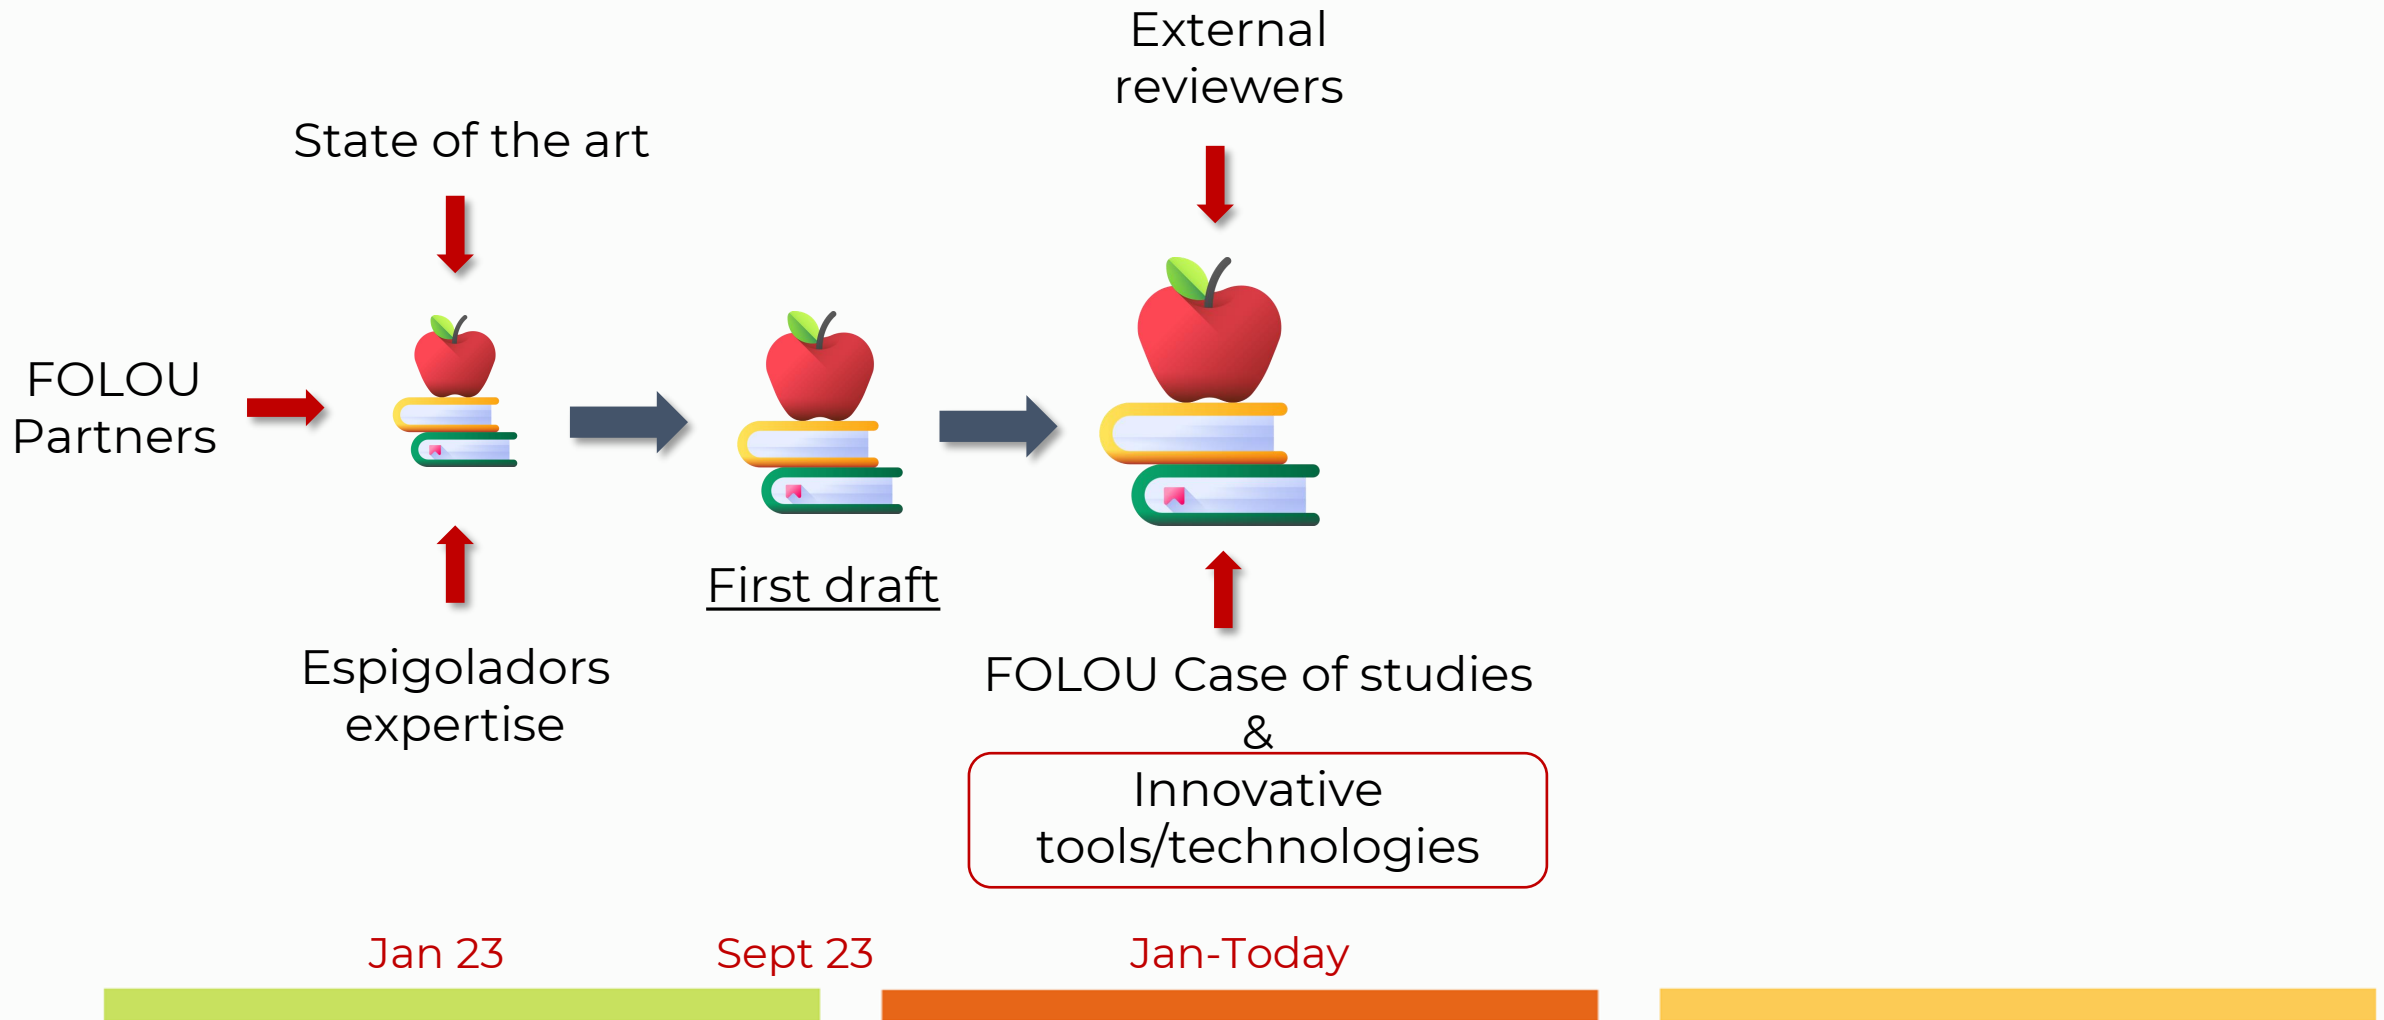 External
reviewers
State of the art
FOLOU
Partners
First draft
Espigoladors
expertise
FOLOU Case of studies
&
Innovative
tools/technologies
Jan 23
Sept 23
Jan-Today